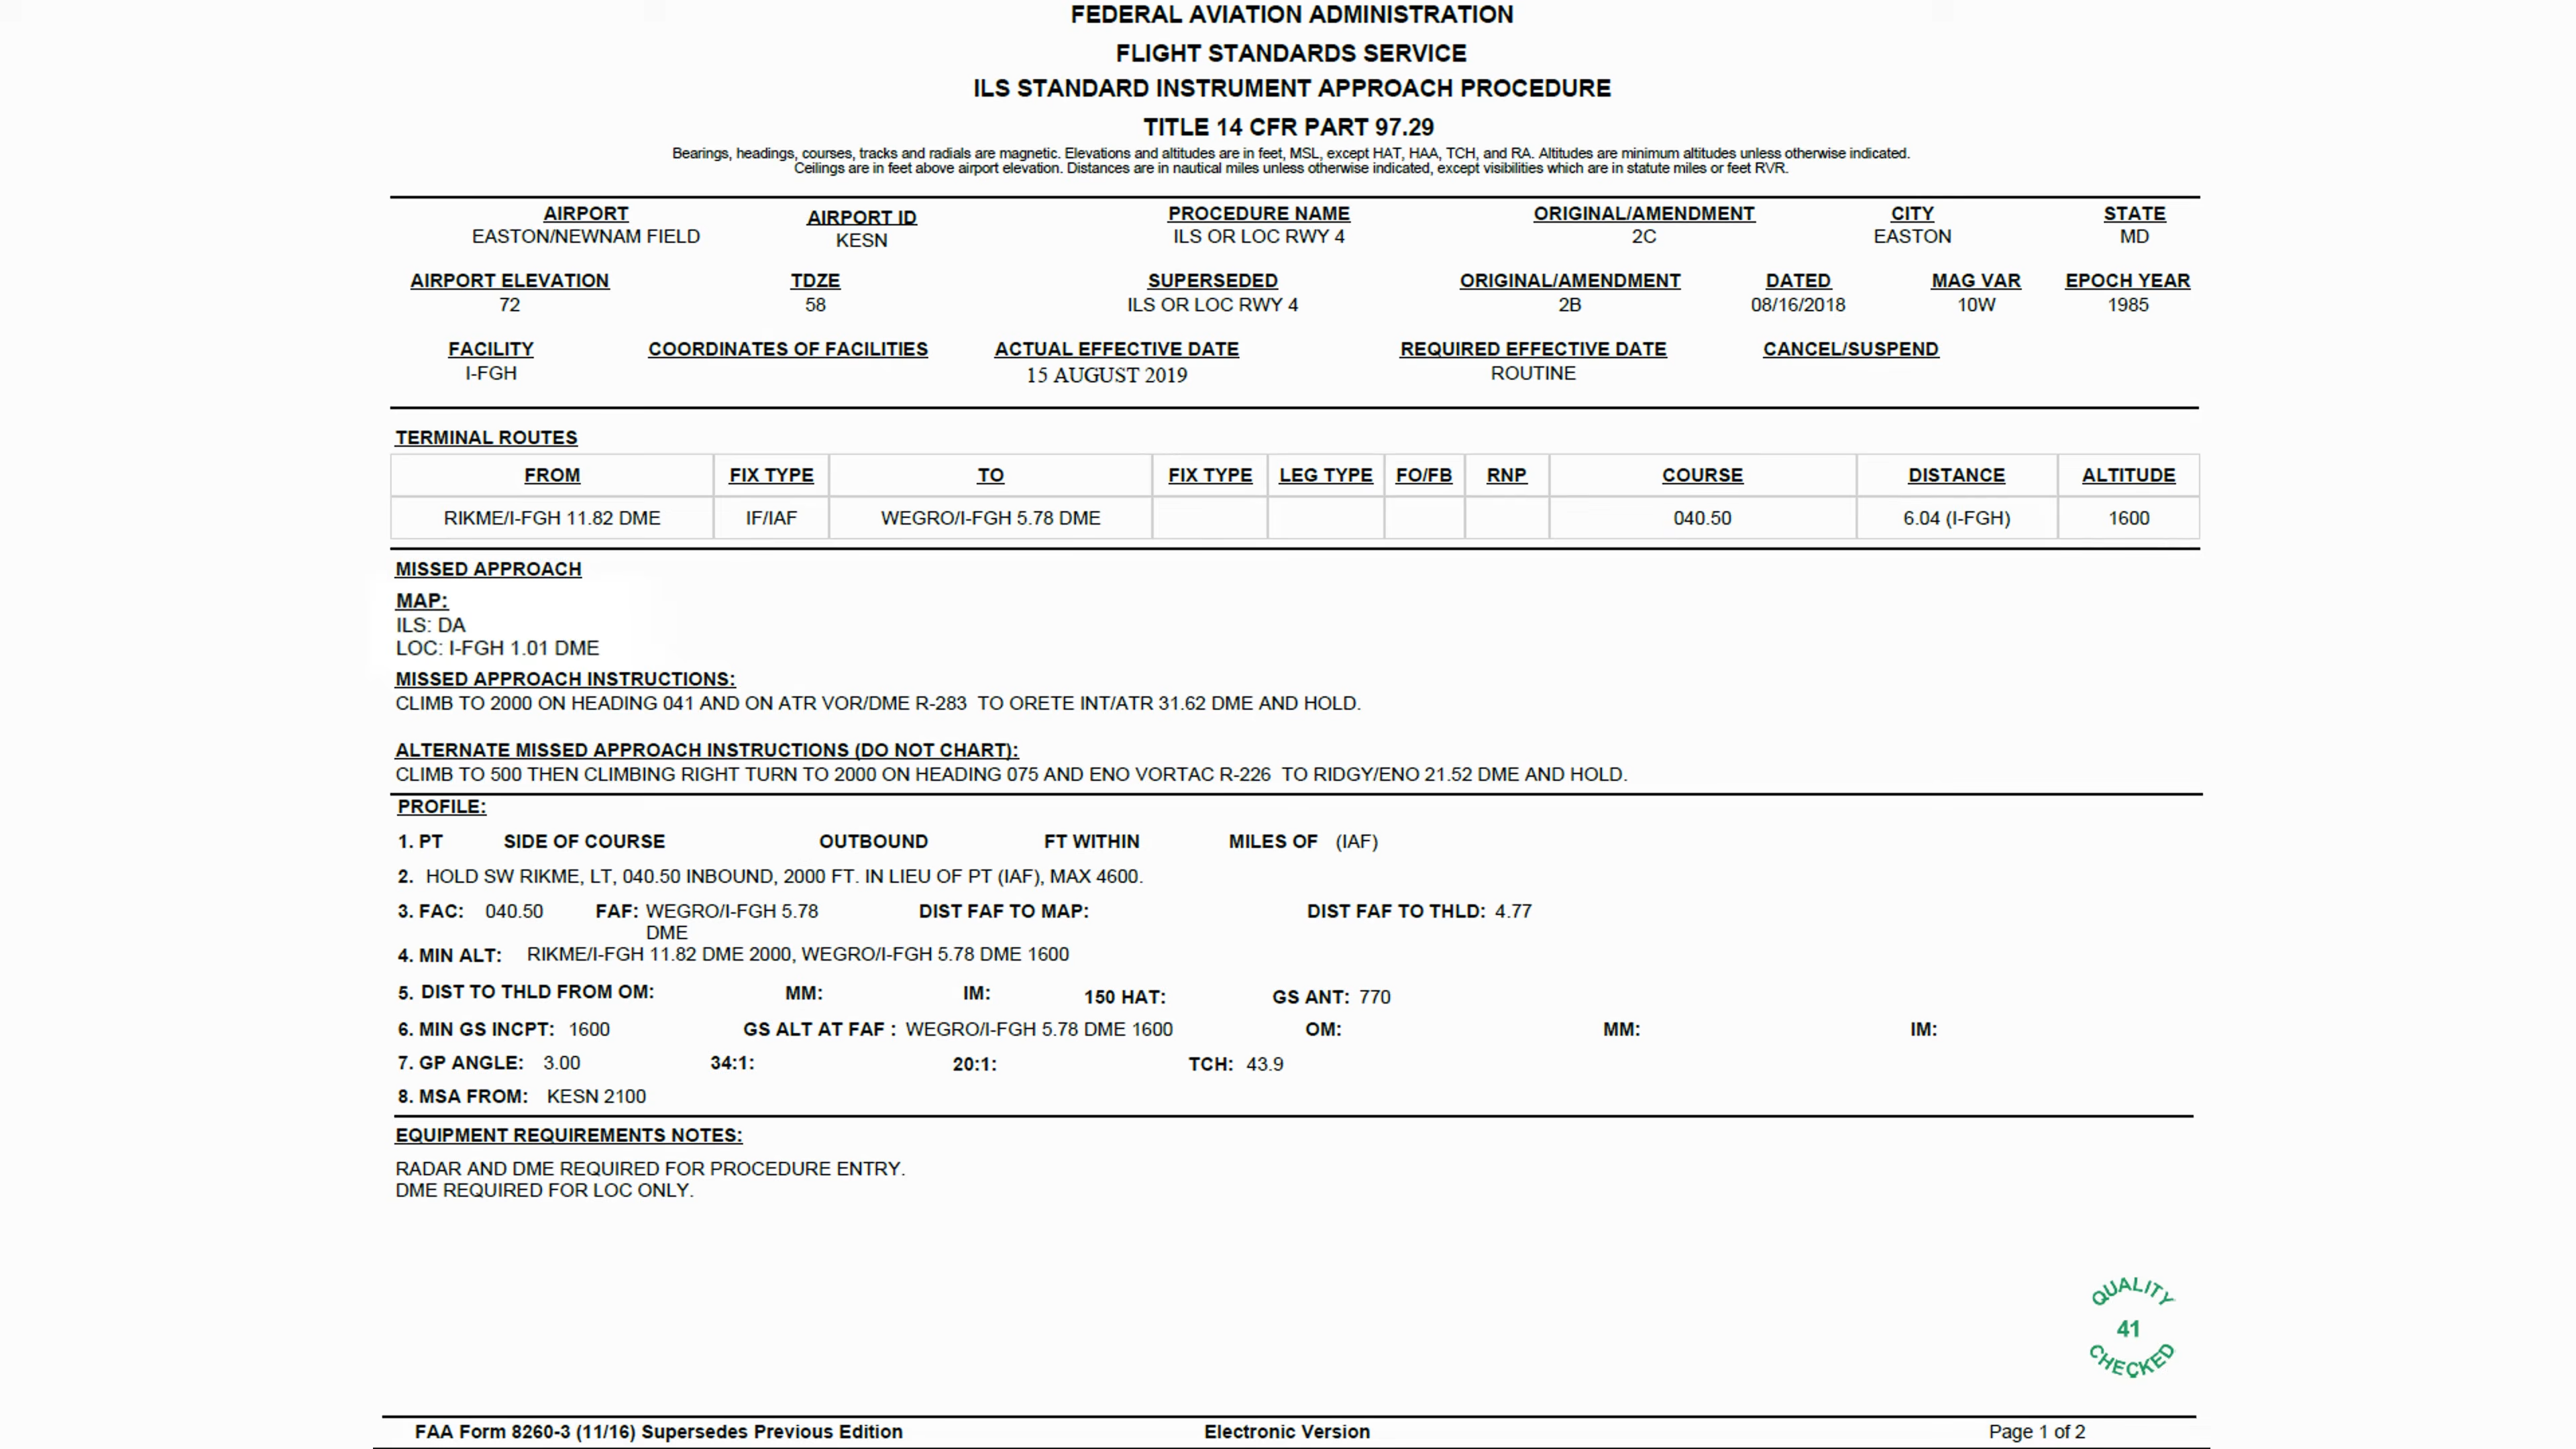 FEDERAL AVIATION ADMINISTRATION
FLIGHT STANDARDS SERVICE
ILS STANDARD INSTRUMENT APPROACH PROCEDURE
TITLE 14 CFR PART 97.29
Bearings, headings, courses, tracks and radials are magnetic. Elevations and altitudes are in feet, MSL, except HAT, HAA, TCH, and RA. Altitudes are minimum altitudes unless otherwise indicated.
Ceilings are in feet above airport elevation. Distances are in nautical miles unless otherwise indicated, except visibilities which are in statute miles or feet RVR.
AIRPORT AIRPORT ID PROCEDURE NAME ORIGINAL/AMENDMENT CITY STATE
EASTON/NEWNAM FIELD KESN ILS OR LOC RWY 4 2C EASTON MD
AIRPORT ELEVATION TDZE SUPERSEDED ORIGINAL/AMENDMENT DATED MAG VAR EPOCH YEAR
72 58 ILS OR LOC RWY 4 2B 08/16/2018 10W 1985
FACILITY COORDINATES OF FACILITIES ACTUAL EFFECTIVE DATE REQUIRED EFFECTIVE DATE CANCEL/SUSPEND
I-FGH 15 AUGUST 2019 ROUTINE
TERMINAL ROUTES
FROM FIX TYPE TO FIX TYPE LEG TYPE FO/FB RNP COURSE DISTANCE ALTITUDE
RIKME/I-FGH 11.82 DME IF/IAF WEGRO/I-FGH 5.78 DME 040.50 6.04 (I-FGH) 1600
MISSED APPROACH
MAP:
ILS: DA
LOC: I-FGH 1.01 DME
MISSED APPROACH INSTRUCTIONS:
CLIMB TO 2000 ON HEADING 041 AND ON ATR VOR/DME R-283 TO ORETE INT/ATR 31.62 DME AND HOLD.
ALTERNATE MISSED APPROACH INSTRUCTIONS (DO NOT CHART):
CLIMB TO 500 THEN CLIMBING RIGHT TURN TO 2000 ON HEADING 075 AND ENO VORTAC R-226 TO RIDGY/ENO 21.52 DME AND HOLD.
PROFILE:
1. PT SIDE OF COURSE OUTBOUND FT WITHIN MILES OF (IAF)
2. HOLD SW RIKME, LT, 040.50 INBOUND, 2000 FT. IN LIEU OF PT (IAF), MAX 4600.
3. FAC: 040.50 FAF: WEGRO/I-FGH 5.78 DIST FAF TO MAP: DIST FAF TO THLD: 4.77
DME
4. MIN ALT: RIKME/I-FGH 11.82 DME 2000, WEGRO/I-FGH 5.78 DME 1600
5. DIST TO THLD FROM OM: MM: IM: 150 HAT: GS ANT: 770
6. MIN GS INCPT: 1600 GS ALT AT FAF : WEGRO/I-FGH 5.78 DME 1600 OM: MM: IM:
7. GP ANGLE: 3.00 34:1: 20:1: TCH: 43.9
8. MSA FROM: KESN 2100
EQUIPMENT REQUIREMENTS NOTES:
RADAR AND DME REQUIRED FOR PROCEDURE ENTRY.
DME REQUIRED FOR LOC ONLY.
QUALITY
41
CHECKED
FAA Form 8260-3 (11/16) Supersedes Previous Edition Electronic Version Page 1 of 2